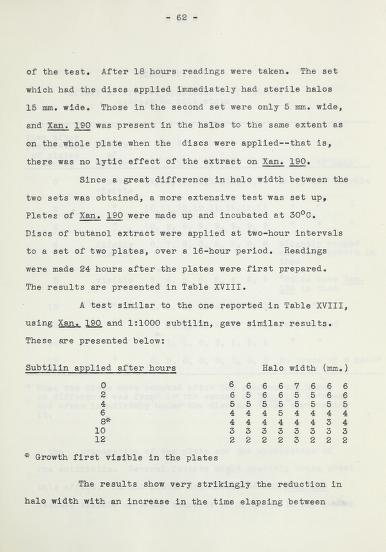 - 62 -
of the test. After 18 hours readings were taken. The set
which had the discs applied immediately had sterile halos
15 mm. wide. Those in the second set were only 5 mm. wide,
and Xan. 190 was present in the halos to the same extent as
on the whole plate when the discs were applied--that is,
there was no lytic effect of the extract on Xan. 190.
Since a great difference in halo width between the
two sets was obtained, a more extensive test was set up,
Plates of Xan. 190 were made up and incubated at 30°C.
Discs of butanol extract were applied at two-hour intervals
to a set of two plates, over a 16-hour period. Readings
were made 24 hours after the plates were first prepared.
The results are presented in Table XVIII.
A test similar to the one reported in Table XVIII,
using Xan. 190 and 1:1000 subtilin, gave similar results.
These are presented below:
Subtilin applied after hours Halo width (mm.)
0 6 6 6 6 7 6 6 6
2 6 5 6 6 5 5 6 6
4 5 5 5 5 5 5 5 5
6 4 4 4 5 4 4 4 4
8* 4 4 4 4 4 4 3 4
10 3 3 3 3 3 3 3 3
12 2 2 2 2 3 2 2 2
* Growth first visible in the plates
The results show very strikingly the reduction in
halo width with an increase in the time elapsing between